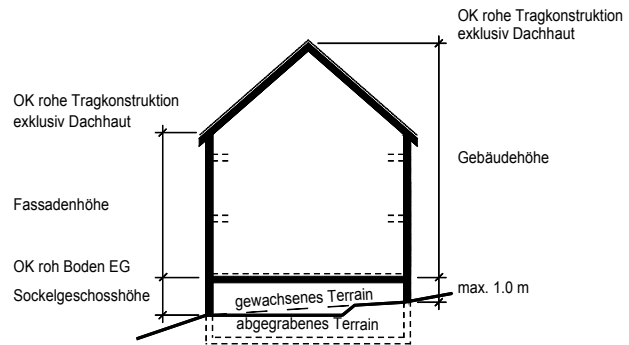 OK rohe Tragkonstruktion
exklusiv Dachhaut
OK rohe Tragkonstruktion
exklusiv Dachhaut
Gebäudehöhe
Fassadenhöhe
OK roh Boden EG
Sockelgeschosshöhe
gewachsenes Terrain
max. 1.0 m
abgegrabenes Terrain